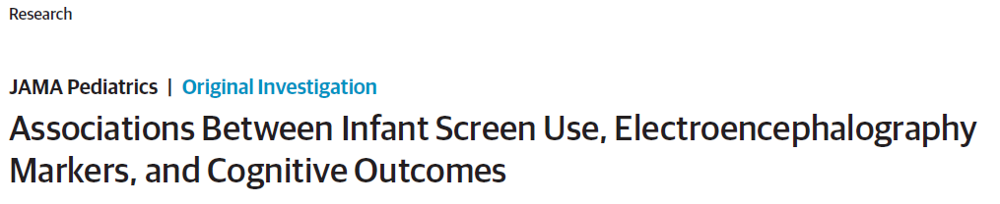 Research
JAMA Pediatrics | Original Investigation
Associations Between Infant Screen Use, Electroencephalography
Markers, and Cognitive Outcomes